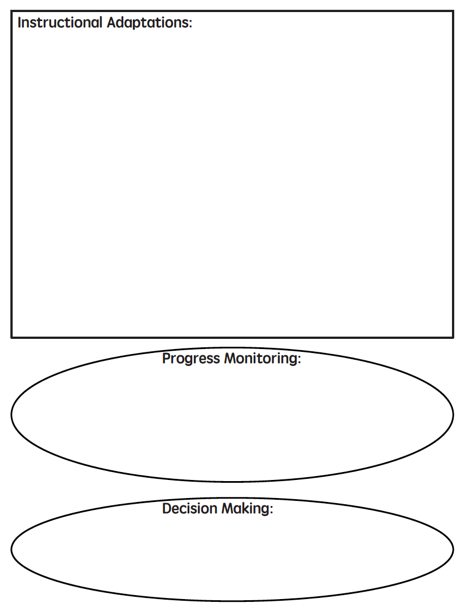 Instructional Adaptations:
Progress Monitoring:
Decision Making: